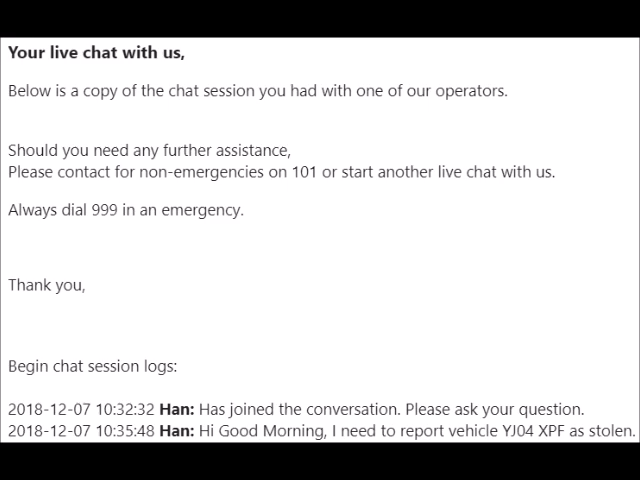 Your live chat with us,
Below is a copy of the chat session you had with one of our operators.
Should you need any further assistance,
Please contact for non-emergencies on 101 or start another live chat with us.
Always dial 999 in an emergency.
Thank you,
Begin chat session logs:
2018-12-07 10:32:32 Han: Has joined the conversation. Please ask your question.
2018-12-07 10:35:48 Han: Hi Good Morning, I need to report vehicle YJ04 XPF as stolen.